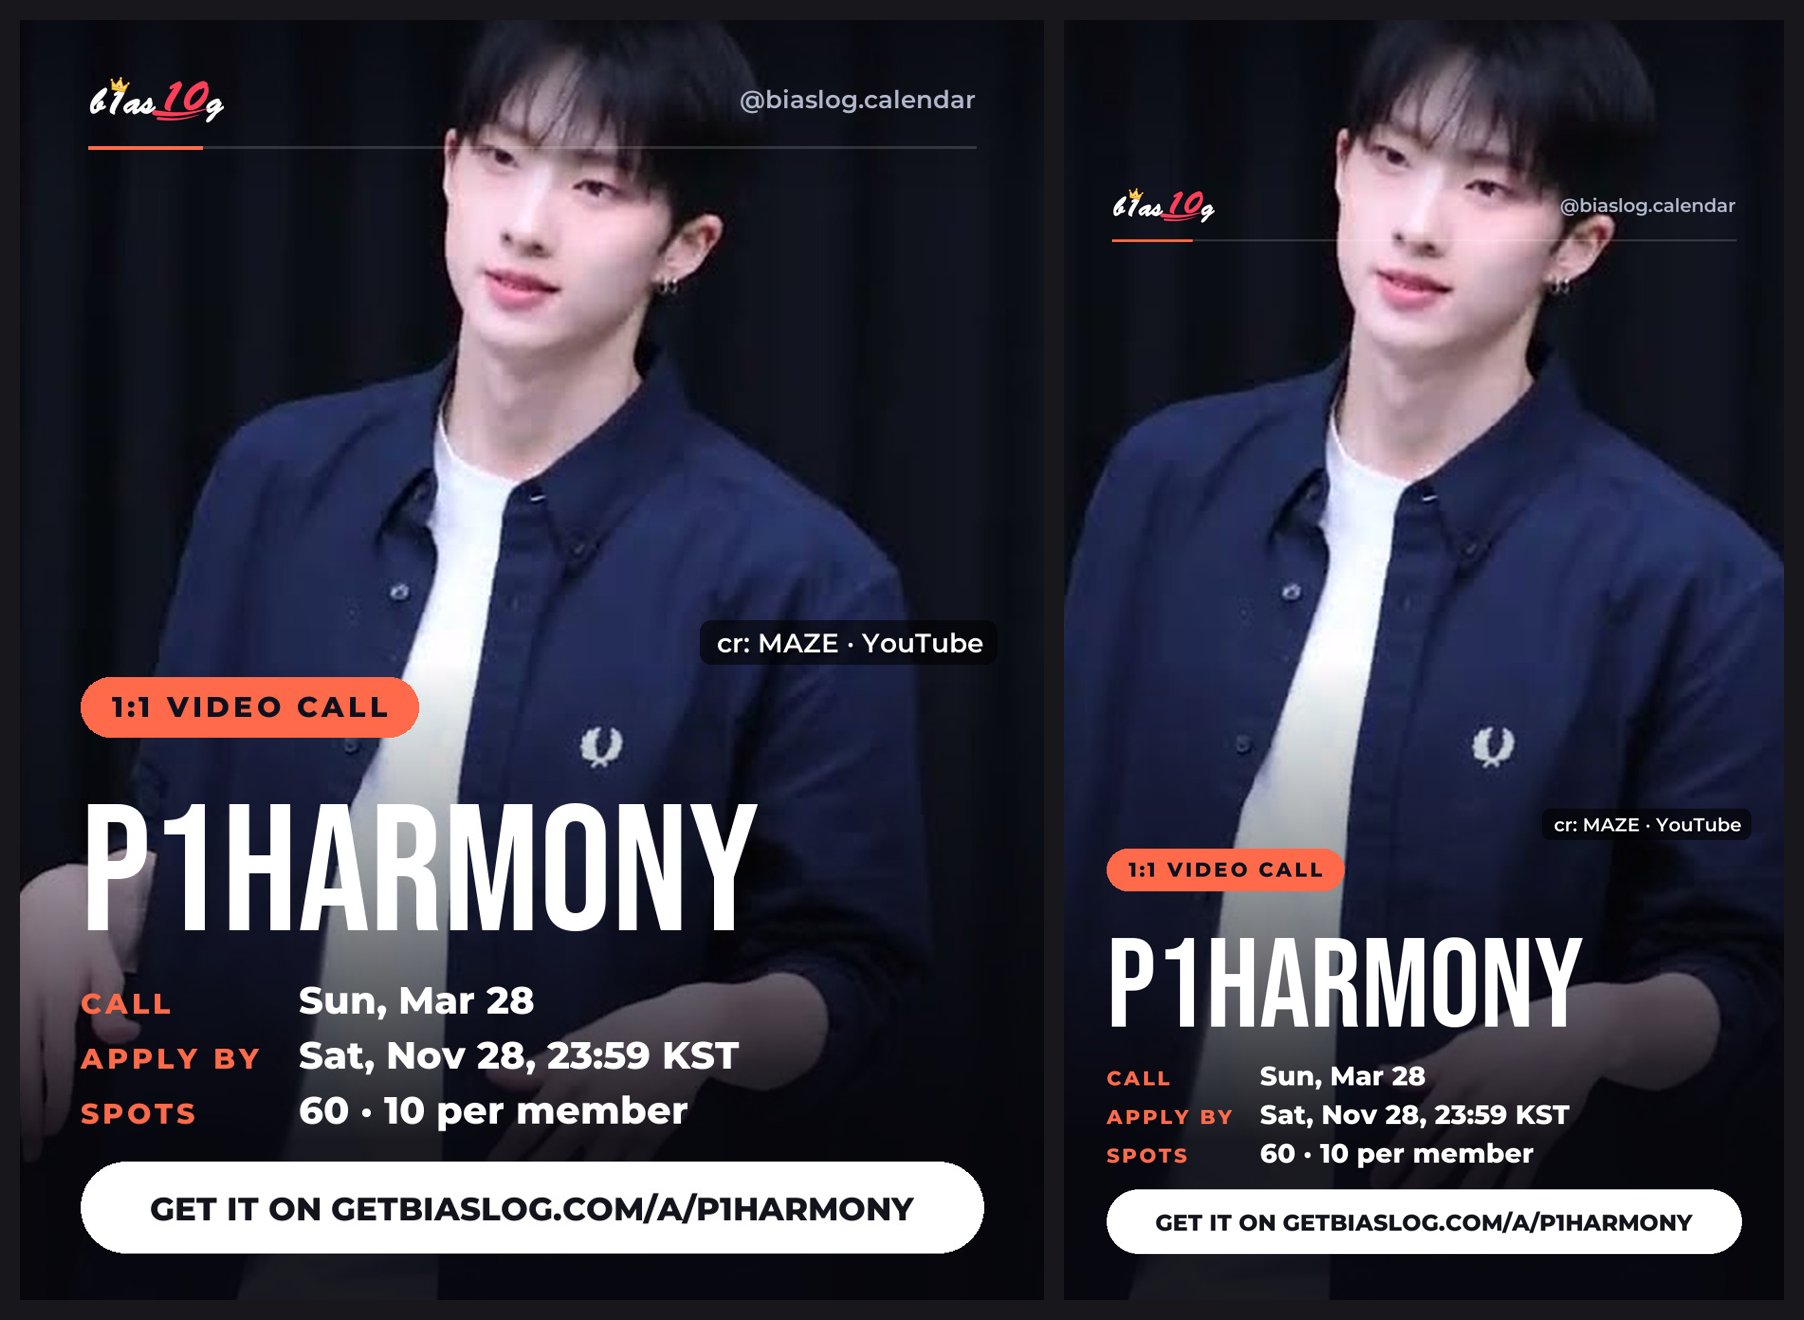 b1as10g
@biaslog.calendar
cr: MAZE · YouTube
1:1 VIDEO CALL
P1HARMONY
CALL Sun, Mar 28
APPLY BY Sat, Nov 28, 23:59 KST
SPOTS 60 · 10 per member
GET IT ON GETBIASLOG.COM/A/P1HARMONY
b1as10g
@biaslog.calendar
cr: MAZE · YouTube
1:1 VIDEO CALL
P1HARMONY
CALL Sun, Mar 28
APPLY BY Sat, Nov 28, 23:59 KST
SPOTS 60 · 10 per member
GET IT ON GETBIASLOG.COM/A/P1HARMONY